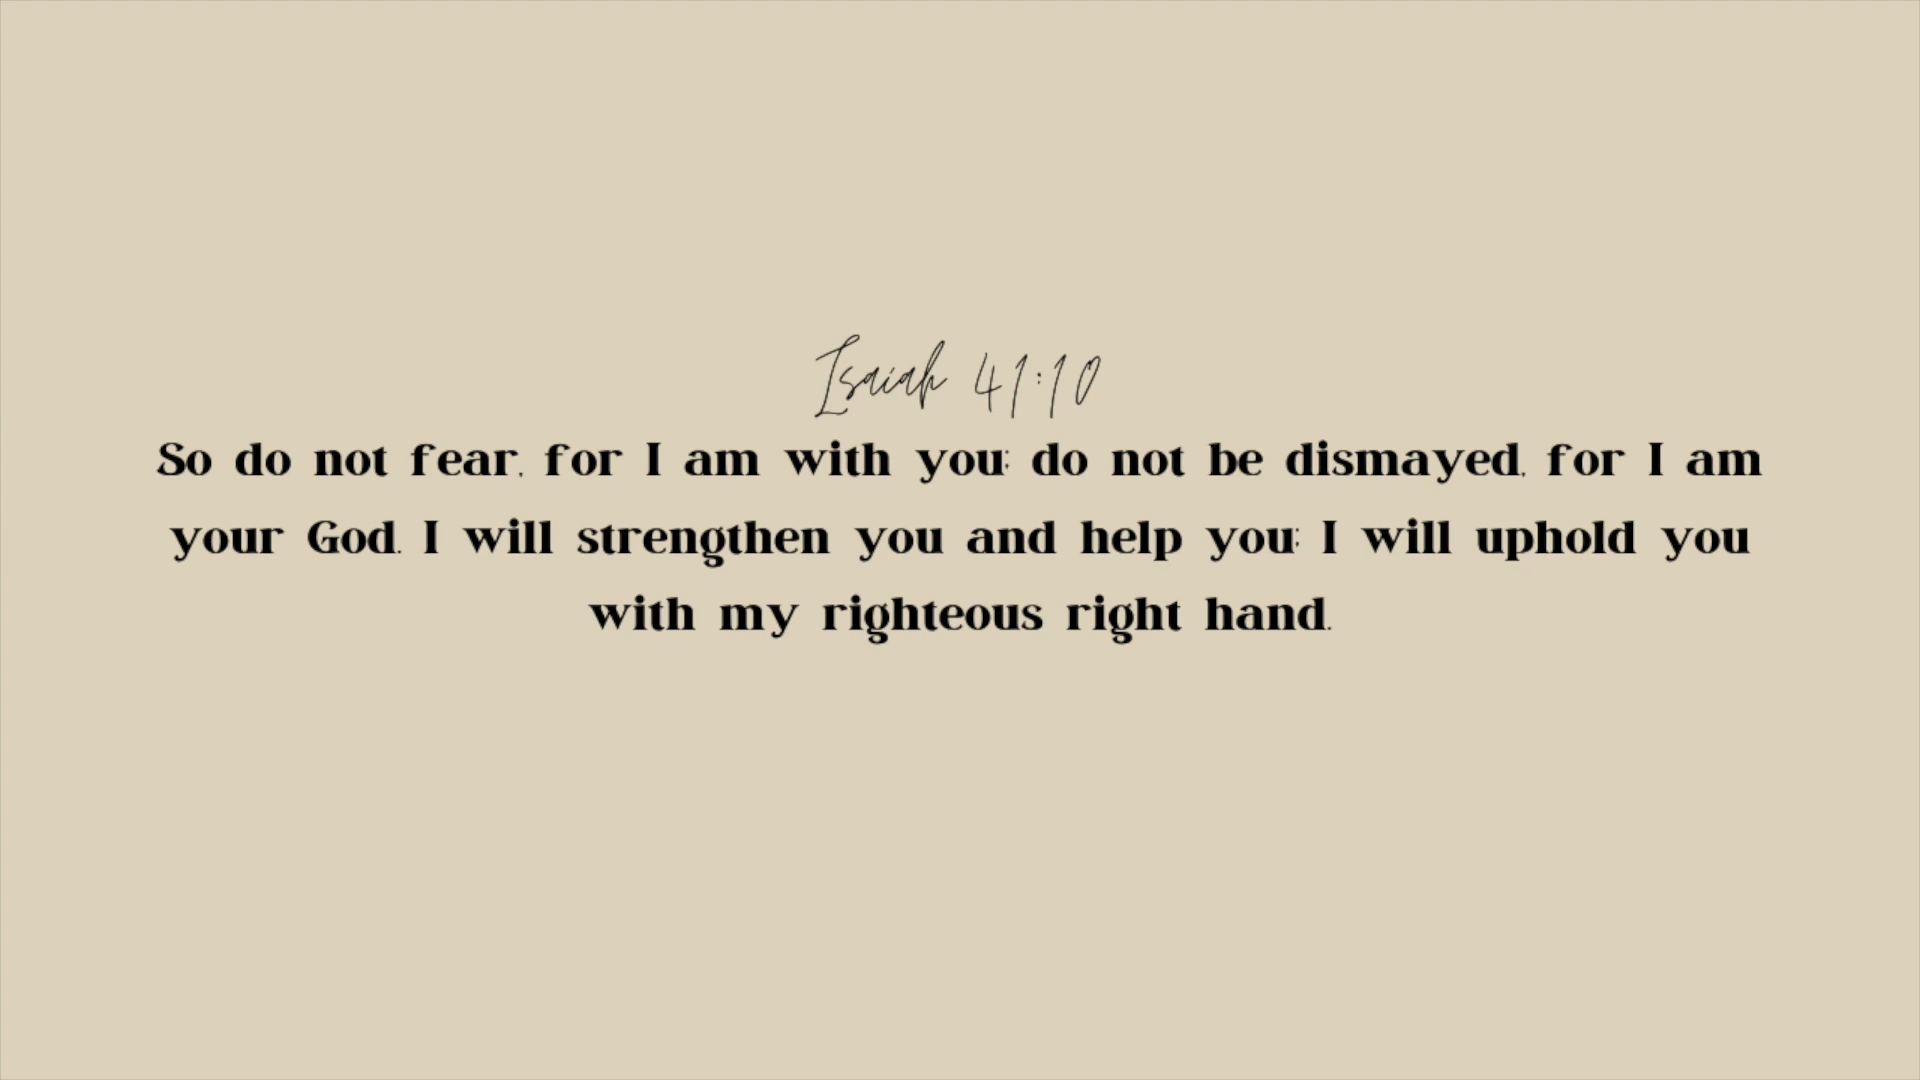 Isaiah 41:10
So do not fear, for I am with you; do not be dismayed, for I am
your God. I will strengthen you and help you; I will uphold you
with my righteous right hand.